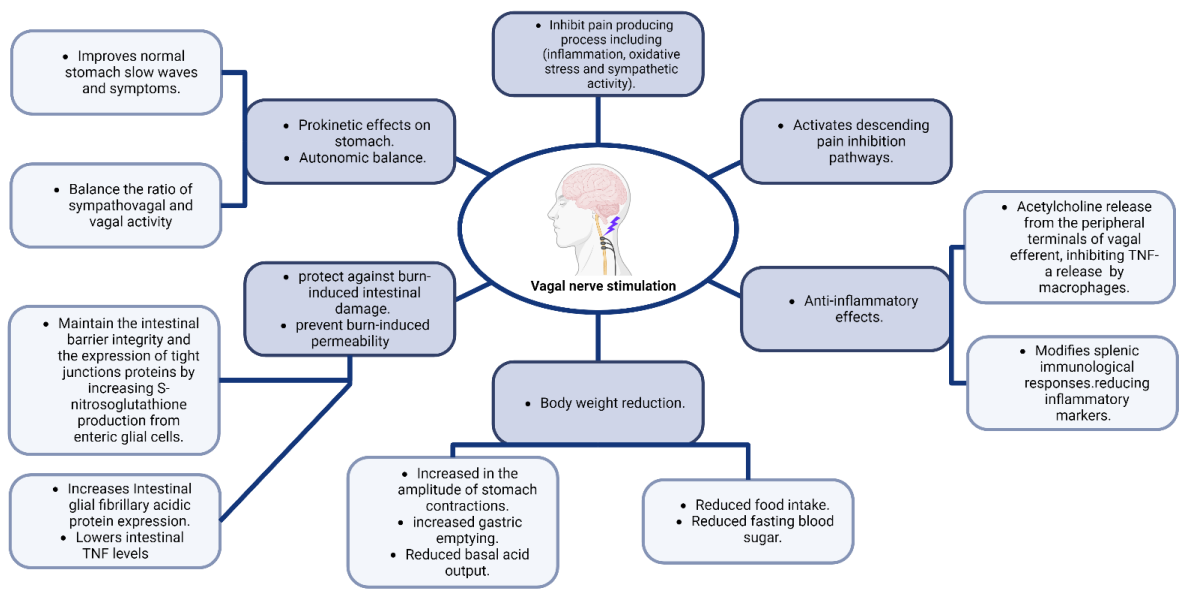 • Inhibit pain producing
process including
(inflammation, oxidative
stress and sympathetic
activity).
• Improves normal
stomach slow waves
and symptoms.
• Prokinetic effects on
stomach.
• Autonomic balance.
• Balance the ratio of
sympathovagal and
vagal activity
• Activates descending
pain inhibition
pathways.
Vagal nerve stimulation
• Acetylcholine release
from the peripheral
terminals of vagal
efferent, inhibiting TNF-
a release by
macrophages.
• Anti-inflammatory
effects.
• Modifies splenic
immunological
responses.reducing
inflammatory
markers.
• protect against burn-
induced intestinal
damage.
• prevent burn-induced
permeability
• Maintain the intestinal
barrier integrity and
the expression of tight
junctions proteins by
increasing S-
nitrosoglutathione
production from
enteric glial cells.
• Increases Intestinal
glial fibrillary acidic
protein expression.
• Lowers intestinal
TNF levels
• Body weight reduction.
• Increased in the
amplitude of stomach
contractions.
• increased gastric
emptying.
• Reduced basal acid
output.
• Reduced food intake.
• Reduced fasting blood
sugar.